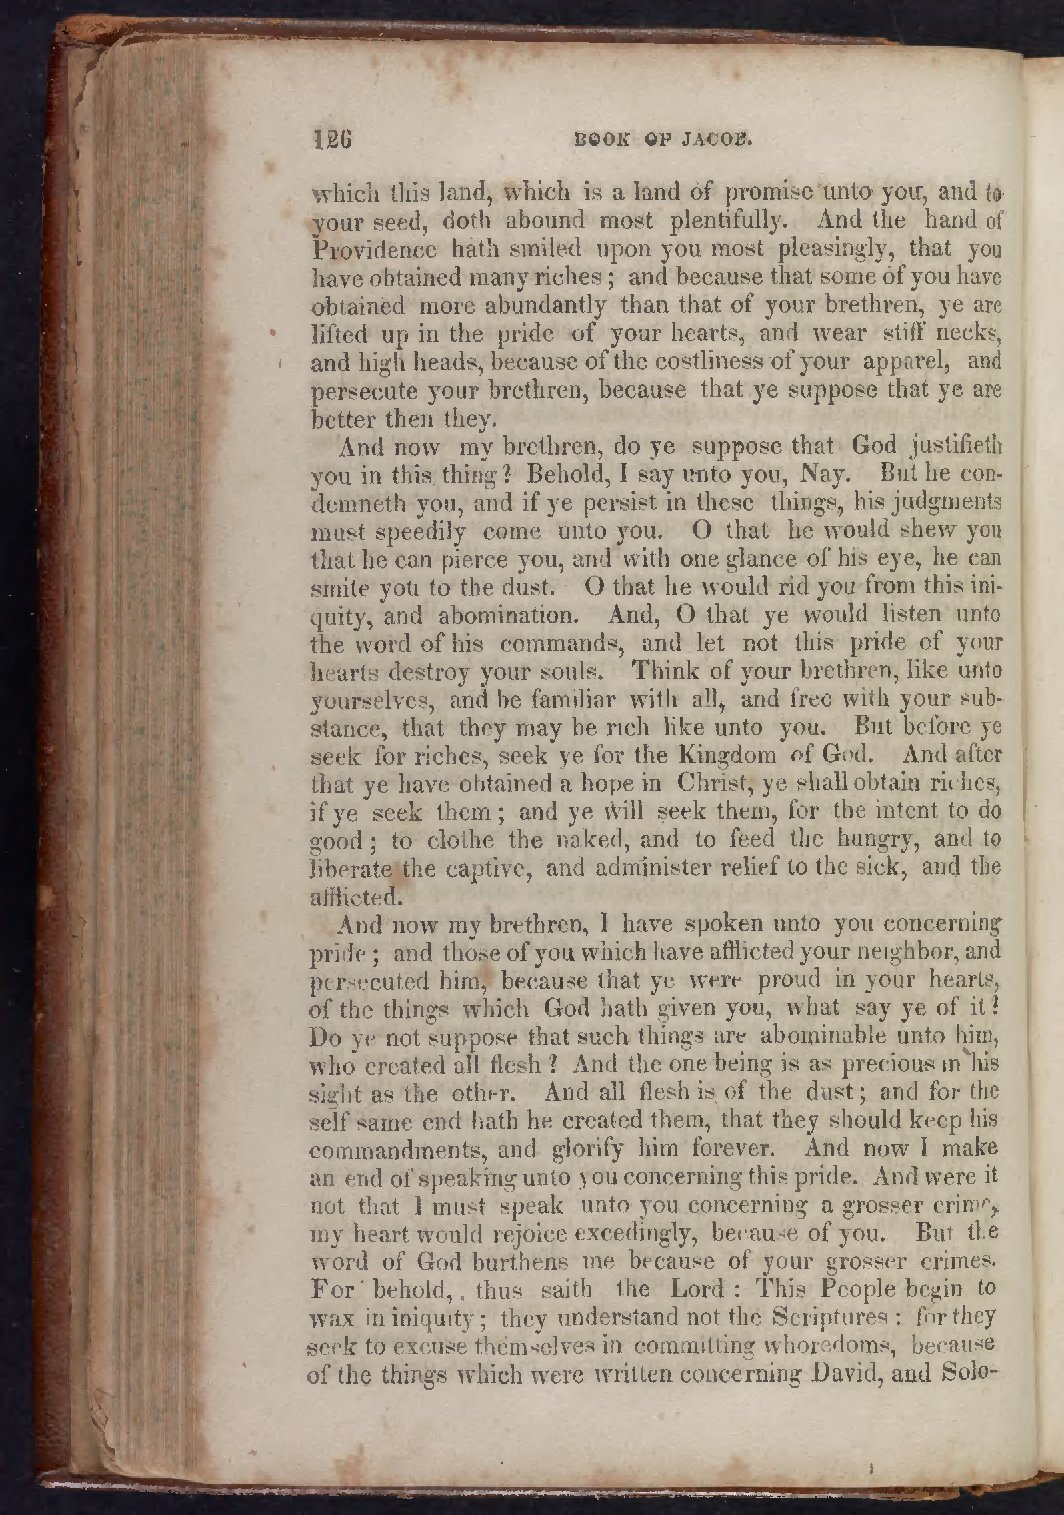 126 BOOK OF JACOB.
which this land, which is a land of promise unto you, and to
your seed, doth abound most plentifully. And the hand of
Providence hath smiled upon you most pleasingly, that you
have obtained many riches; and because that some of you have
obtained more abundantly than that of your brethren, ye are
lifted up in the pride of your hearts, and wear stiff necks,
and high heads, because of the costliness of your apparel, and
persecute your brethren, because that ye suppose that ye are
better then they.
And now my brethren, do ye suppose that God justifieth
you in this thing? Behold, I say unto you, Nay. But he con-
demneth you, and if ye persist in these things, his judgments
must speedily come unto you. O that he would shew you
that he can pierce you, and with one glance of his eye, he can
smite you to the dust. O that he would rid you from this ini-
quity, and abomination. And, O that ye would listen unto
the word of his commands, and let not this pride of your
hearts destroy your souls. Think of your brethren, like unto
yourselves, and be familiar with all, and free with your sub-
stance, that they may be rich like unto you. But before ye
seek for riches, seek ye for the Kingdom of God. And after
that ye have obtained a hope in Christ, ye shall obtain riches,
if ye seek them; and ye will seek them, for the intent to do
good; to clothe the naked, and to feed the hungry, and to
liberate the captive, and administer relief to the sick, and the
afflicted.
And now my brethren, I have spoken unto you concerning
pride; and those of you which have afflicted your neighbor, and
persecuted him, because that ye were proud in your hearts,
of the things which God hath given you, what say ye of it?
Do ye not suppose that such things are abominable unto him,
who created all flesh? And the one being is as precious in his
sight as the other. And all flesh is of the dust; and for the
self same end hath he created them, that they should keep his
commandments, and glorify him forever. And now I make
an end of speaking unto you concerning this pride. And were it
not that I must speak unto you concerning a grosser crime,
my heart would rejoice excedingly, because of you. But the
word of God burthens me because of your grosser crimes.
For behold, thus saith the Lord: This People begin to
wax in iniquity; they understand not the Scriptures: for they
seek to excuse themselves in committing whoredoms, because
of the things which were written concerning David, and Solo-